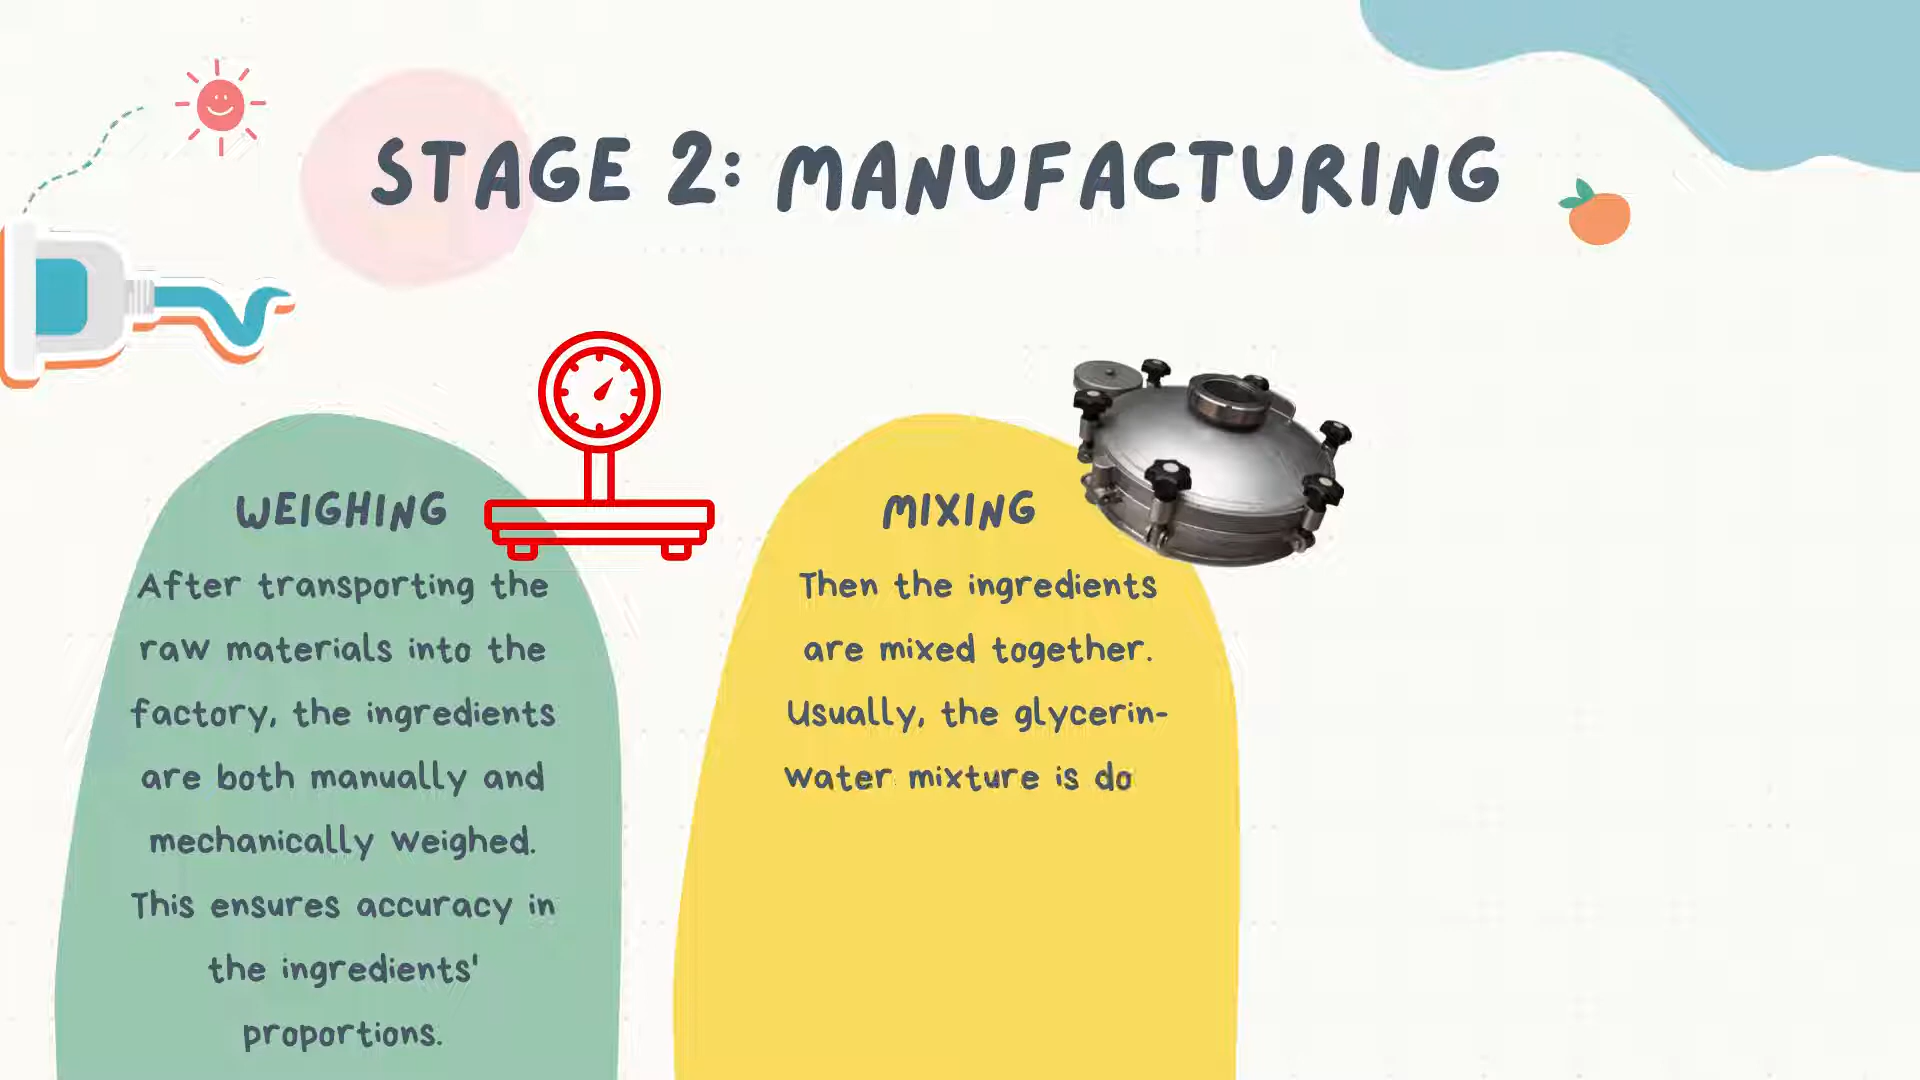 STAGE 2: MANUFACTURING
WEIGHING
After transporting the
raw materials into the
factory, the ingredients
are both manually and
mechanically weighed.
This ensures accuracy in
the ingredients'
proportions.
MIXING
Then the ingredients
are mixed together.
Usually, the glycerin-
water mixture is do